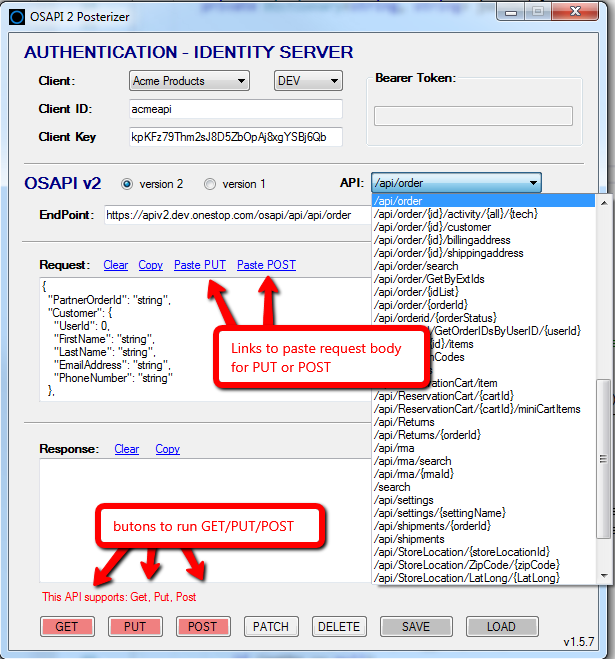 OSAPI 2 Posterizer
AUTHENTICATION - IDENTITY SERVER
Client:
Acme Products
DEV
Bearer Token:
Client ID:
acmeapi
Client Key
kpKFz79Thm2sJ8D5ZbOpAj8xgYSBj6Qb
OSAPI v2
version 2
version 1
API:
/api/order
EndPoint:
https://apiv2.dev.onestop.com/osapi/api/api/order
/api/order
/api/order/{id}/activity/{all}/{tech}
/api/order/{id}/customer
/api/order/{id}/billingaddress
/api/order/{id}/shippingaddress
/api/order/search
/api/order/GetByExtIds
/api/order/{idList}
/api/order/{orderId}
/api/orderid/{orderStatus}
/GetOrderIDsByUserID/{userId}
{id}/items
nCodes
s
ervationCart/item
/api/ReservationCart/{cartId}
/api/ReservationCart/{cartId}/miniCartItems
/api/Returns
/api/Returns/{orderId}
/api/rma
/api/rma/search
/api/rma/{rmaId}
/search
/api/settings
/api/settings/{settingName}
/api/shipments/{orderId}
/api/shipments
/api/StoreLocation/{storeLocationId}
/api/StoreLocation/ZipCode/{zipCode}
/api/StoreLocation/LatLong/{LatLong}
Request:
Clear
Copy
Paste PUT
Paste POST
{
"PartnerOrderId": "string",
"Customer": {
"UserId": 0,
"FirstName": "string",
"LastName": "string",
"EmailAddress": "string",
"PhoneNumber": "string"
},
Links to paste request body
for PUT or POST
Response:
Clear
Copy
butons to run GET/PUT/POST
This API supports: Get, Put, Post
GET
PUT
POST
PATCH
DELETE
SAVE
LOAD
v1.5.7